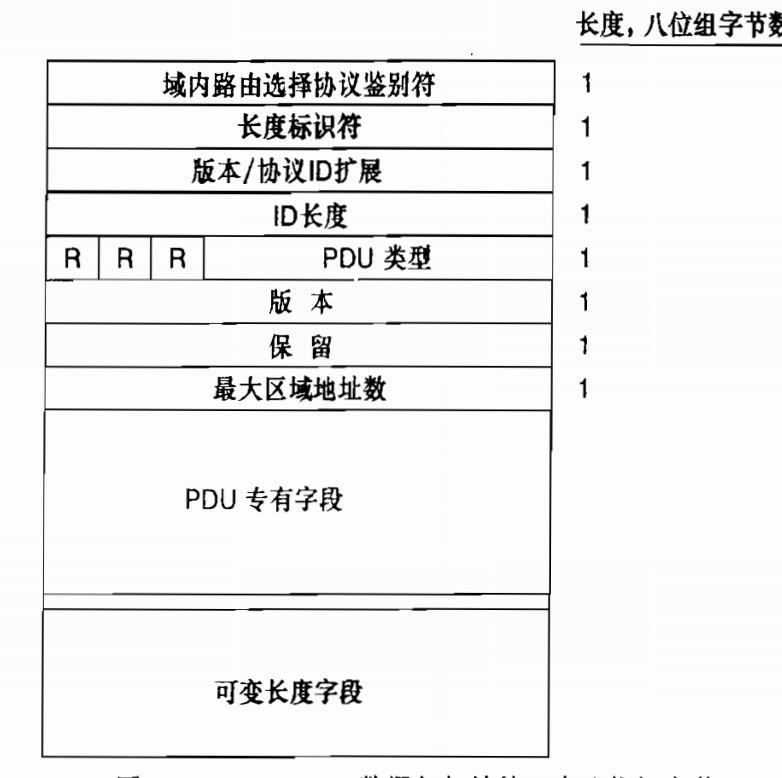 长度,八位组字节数
域内路由选择协议鉴别符 1
长度标识符 1
版本/协议ID扩展 1
ID长度 1
R R R PDU 类型 1
版 本 1
保 留 1
最大区域地址数 1
PDU 专有字段
可变长度字段